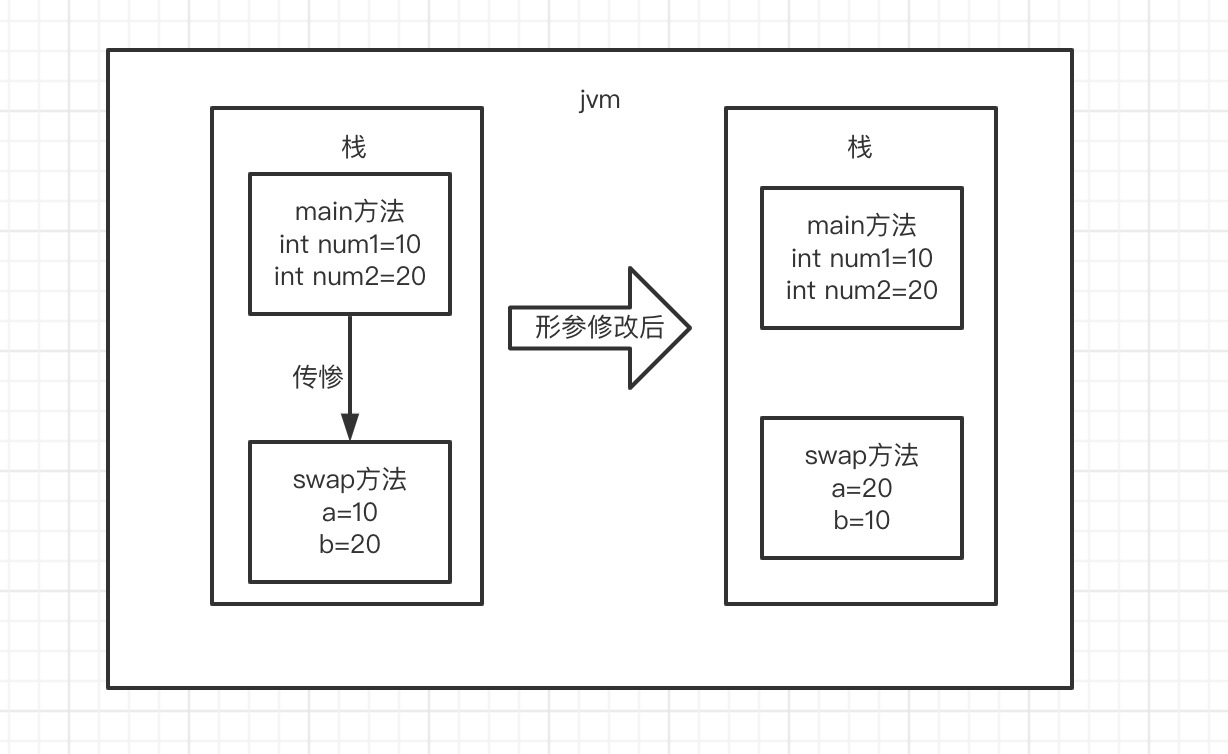 jvm
栈
main方法
int num1=10
int num2=20
传惨
swap方法
a=10
b=20
形参修改后
栈
main方法
int num1=10
int num2=20
swap方法
a=20
b=10